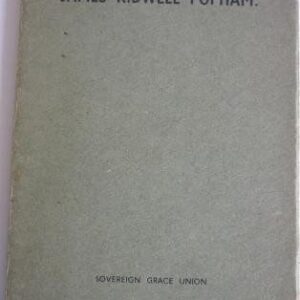 JAMES KIDWELL POPHAM.
SOVEREIGN GRACE UNION